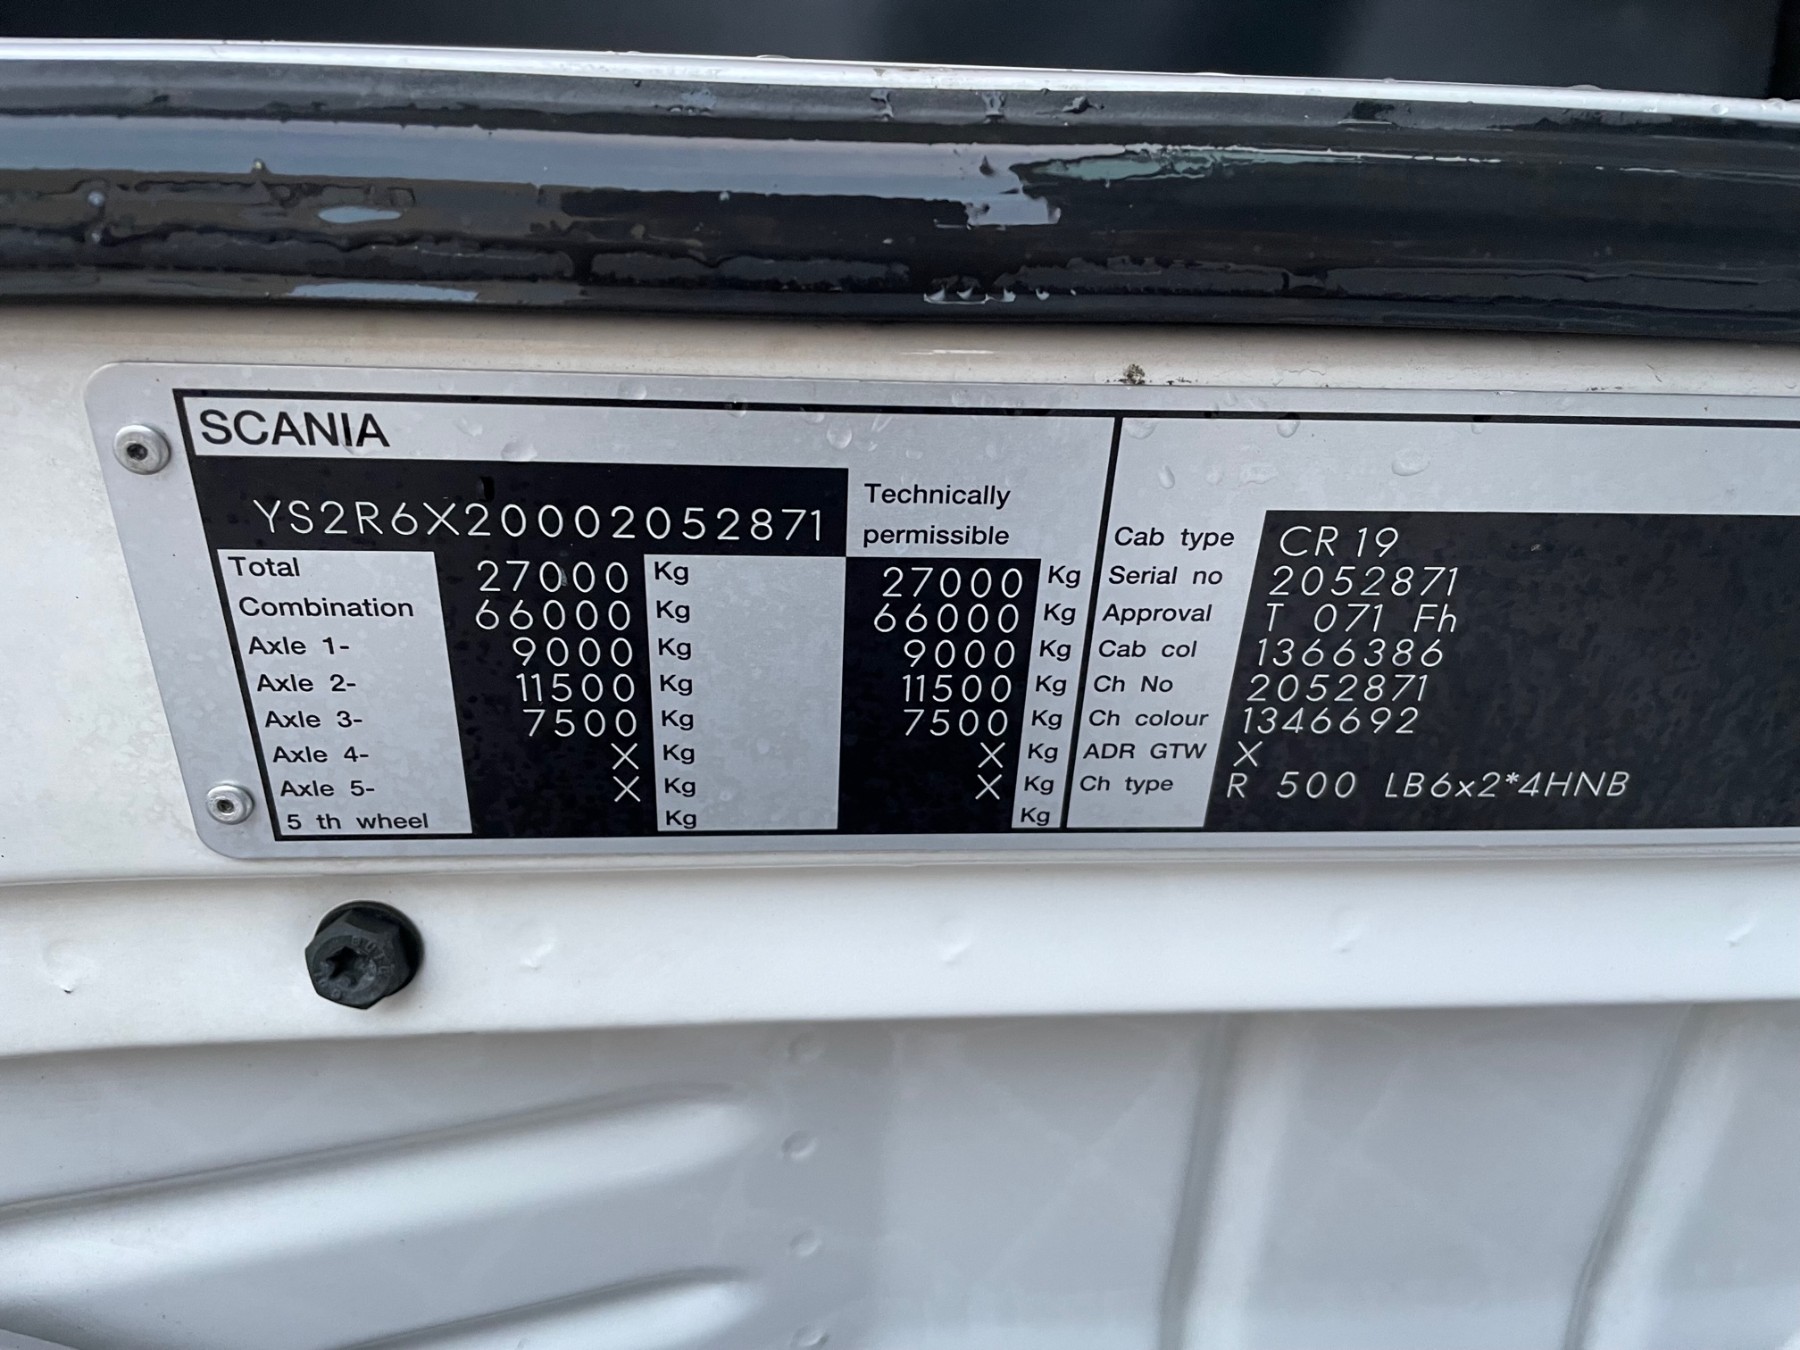 SCANIA
YS2R6X20002052871
Technically
permissible
Total 27000 Kg 27000 Kg
Combination 66000 Kg 66000 Kg
Axle 1- 9000 Kg 9000 Kg
Axle 2- 11500 Kg 11500 Kg
Axle 3- 7500 Kg 7500 Kg
Axle 4- X Kg X Kg
Axle 5- X Kg X Kg
5 th wheel Kg Kg
Cab type CR 19
Serial no 2052871
Approval T 071 Fh
Cab col 1366386
Ch No 2052871
Ch colour 1346692
ADR GTW X
Ch type R 500 LB6x2*4HNB